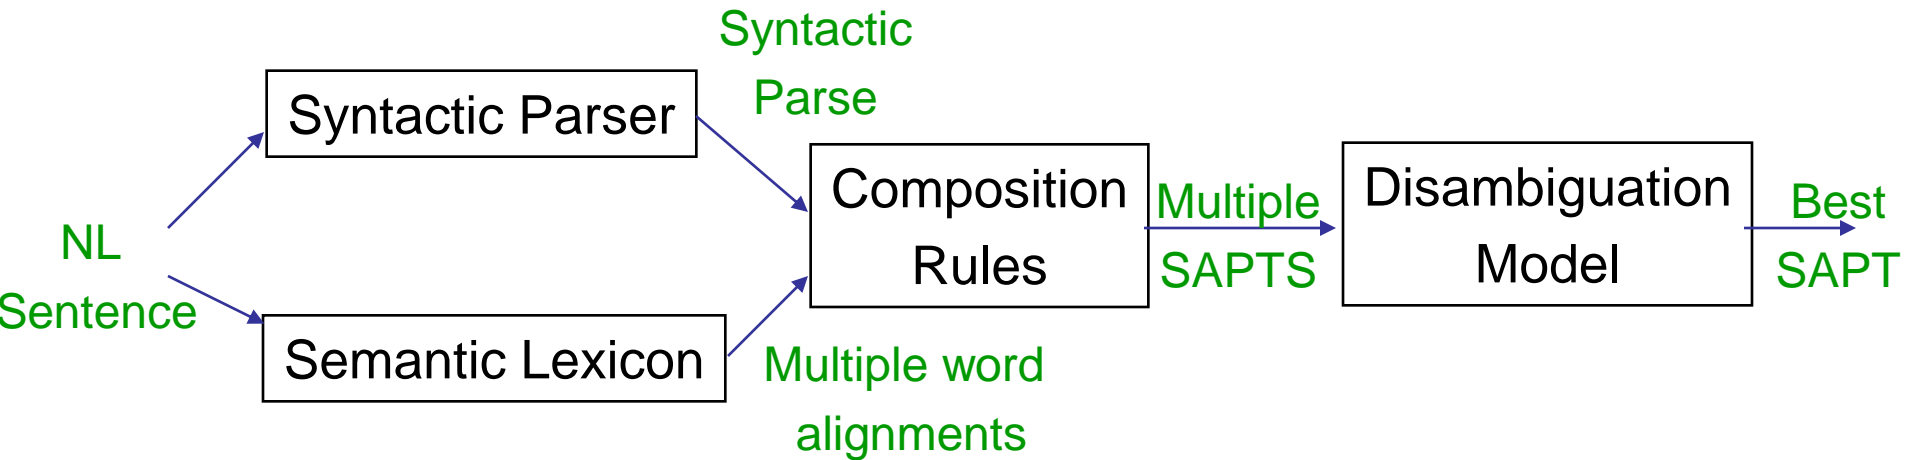 NL
Sentence
Syntactic Parser
Semantic Lexicon
Syntactic
Parse
Multiple word
alignments
Composition
Rules
Multiple
SAPTS
Disambiguation
Model
Best
SAPT